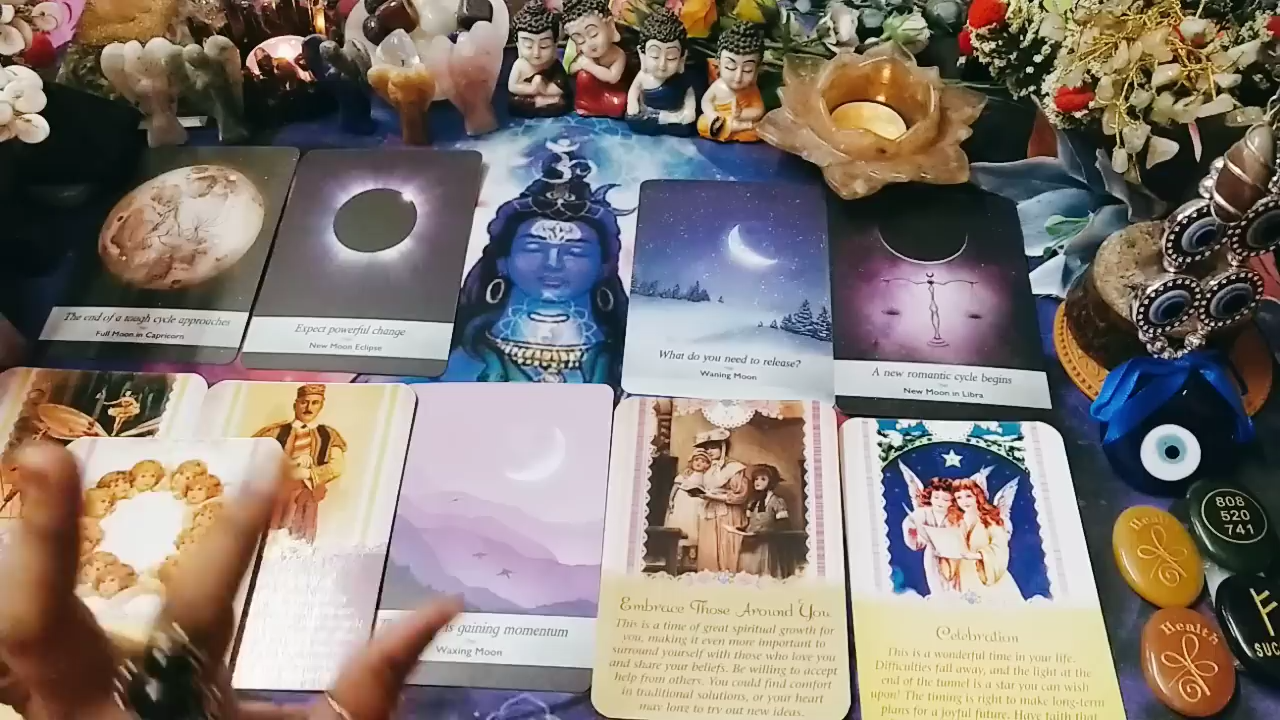 The end of a tough cycle approaches
Full Moon in Capricorn
Expect powerful change
New Moon Eclipse
What do you need to release?
Waning Moon
A new romantic cycle begins
New Moon in Libra
is gaining momentum
Waxing Moon
Embrace Those Around You
This is a time of great spiritual growth for
you, making it even more important to
surround yourself with those who love you
and share your beliefs. Be willing to accept
help from others. You could find comfort
in traditional solutions, or your heart
may long to try out new ideas.
Celebration
This is a wonderful time in your life.
Difficulties fall away, and the light at the
end of the tunnel is a star you can wish
upon! The timing is right to make long-term
plans for a joyful future. Have faith that
808
520
741
Health
SUC